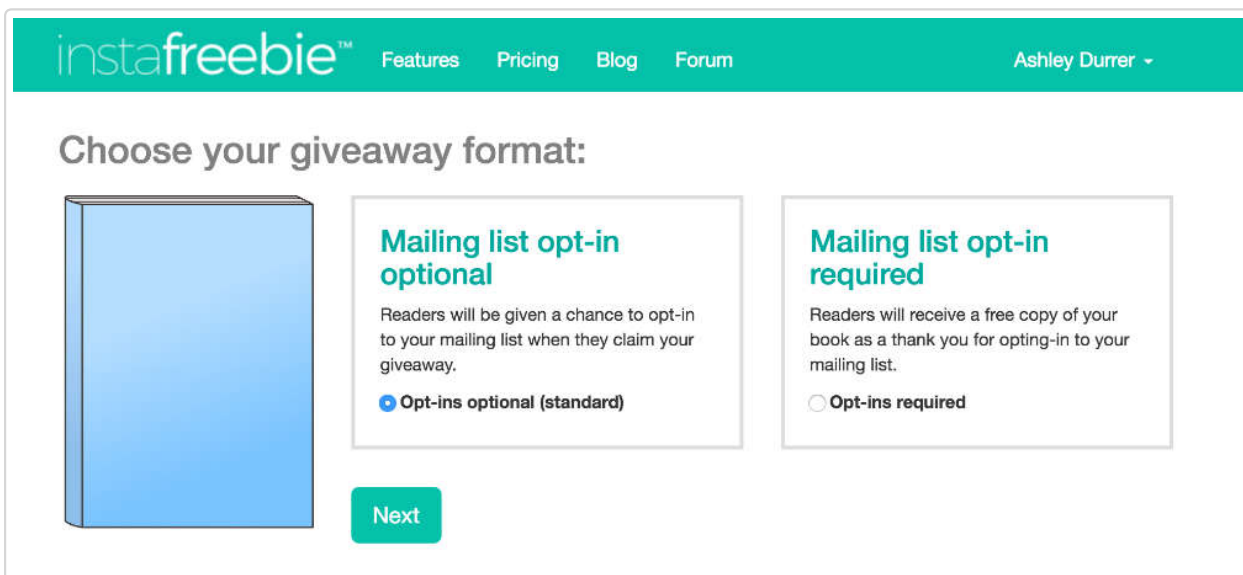 instafreebie™ Features Pricing Blog Forum Ashley Durrer
Choose your giveaway format:
Mailing list opt-in
optional
Readers will be given a chance to opt-in
to your mailing list when they claim your
giveaway.
Opt-ins optional (standard)
Mailing list opt-in
required
Readers will receive a free copy of your
book as a thank you for opting-in to your
mailing list.
Opt-ins required
Next